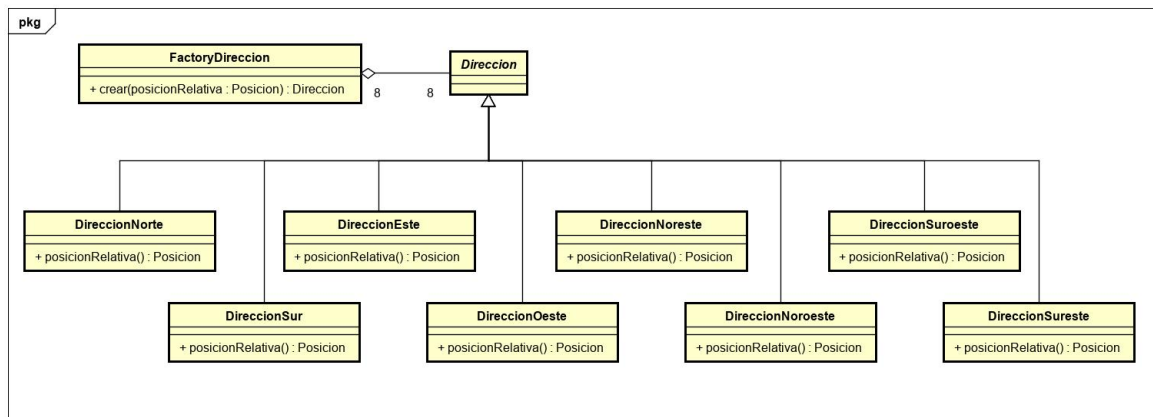 pkg
FactoryDireccion
+ crear(posicionRelativa : Posicion) : Direccion
Direccion
8
8
DireccionNorte
+ posicionRelativa() : Posicion
DireccionEste
+ posicionRelativa() : Posicion
DireccionNoreste
+ posicionRelativa() : Posicion
DireccionSuroeste
+ posicionRelativa() : Posicion
DireccionSur
+ posicionRelativa() : Posicion
DireccionOeste
+ posicionRelativa() : Posicion
DireccionNoroeste
+ posicionRelativa() : Posicion
DireccionSureste
+ posicionRelativa() : Posicion